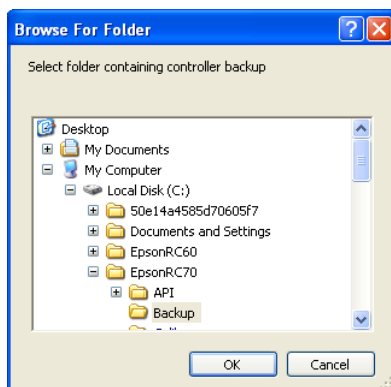 Browse For Folder
Select folder containing controller backup
Desktop
My Documents
My Computer
Local Disk (C:)
50e14a4585d70605f7
Documents and Settings
EpsonRC60
EpsonRC70
API
Backup
OK
Cancel